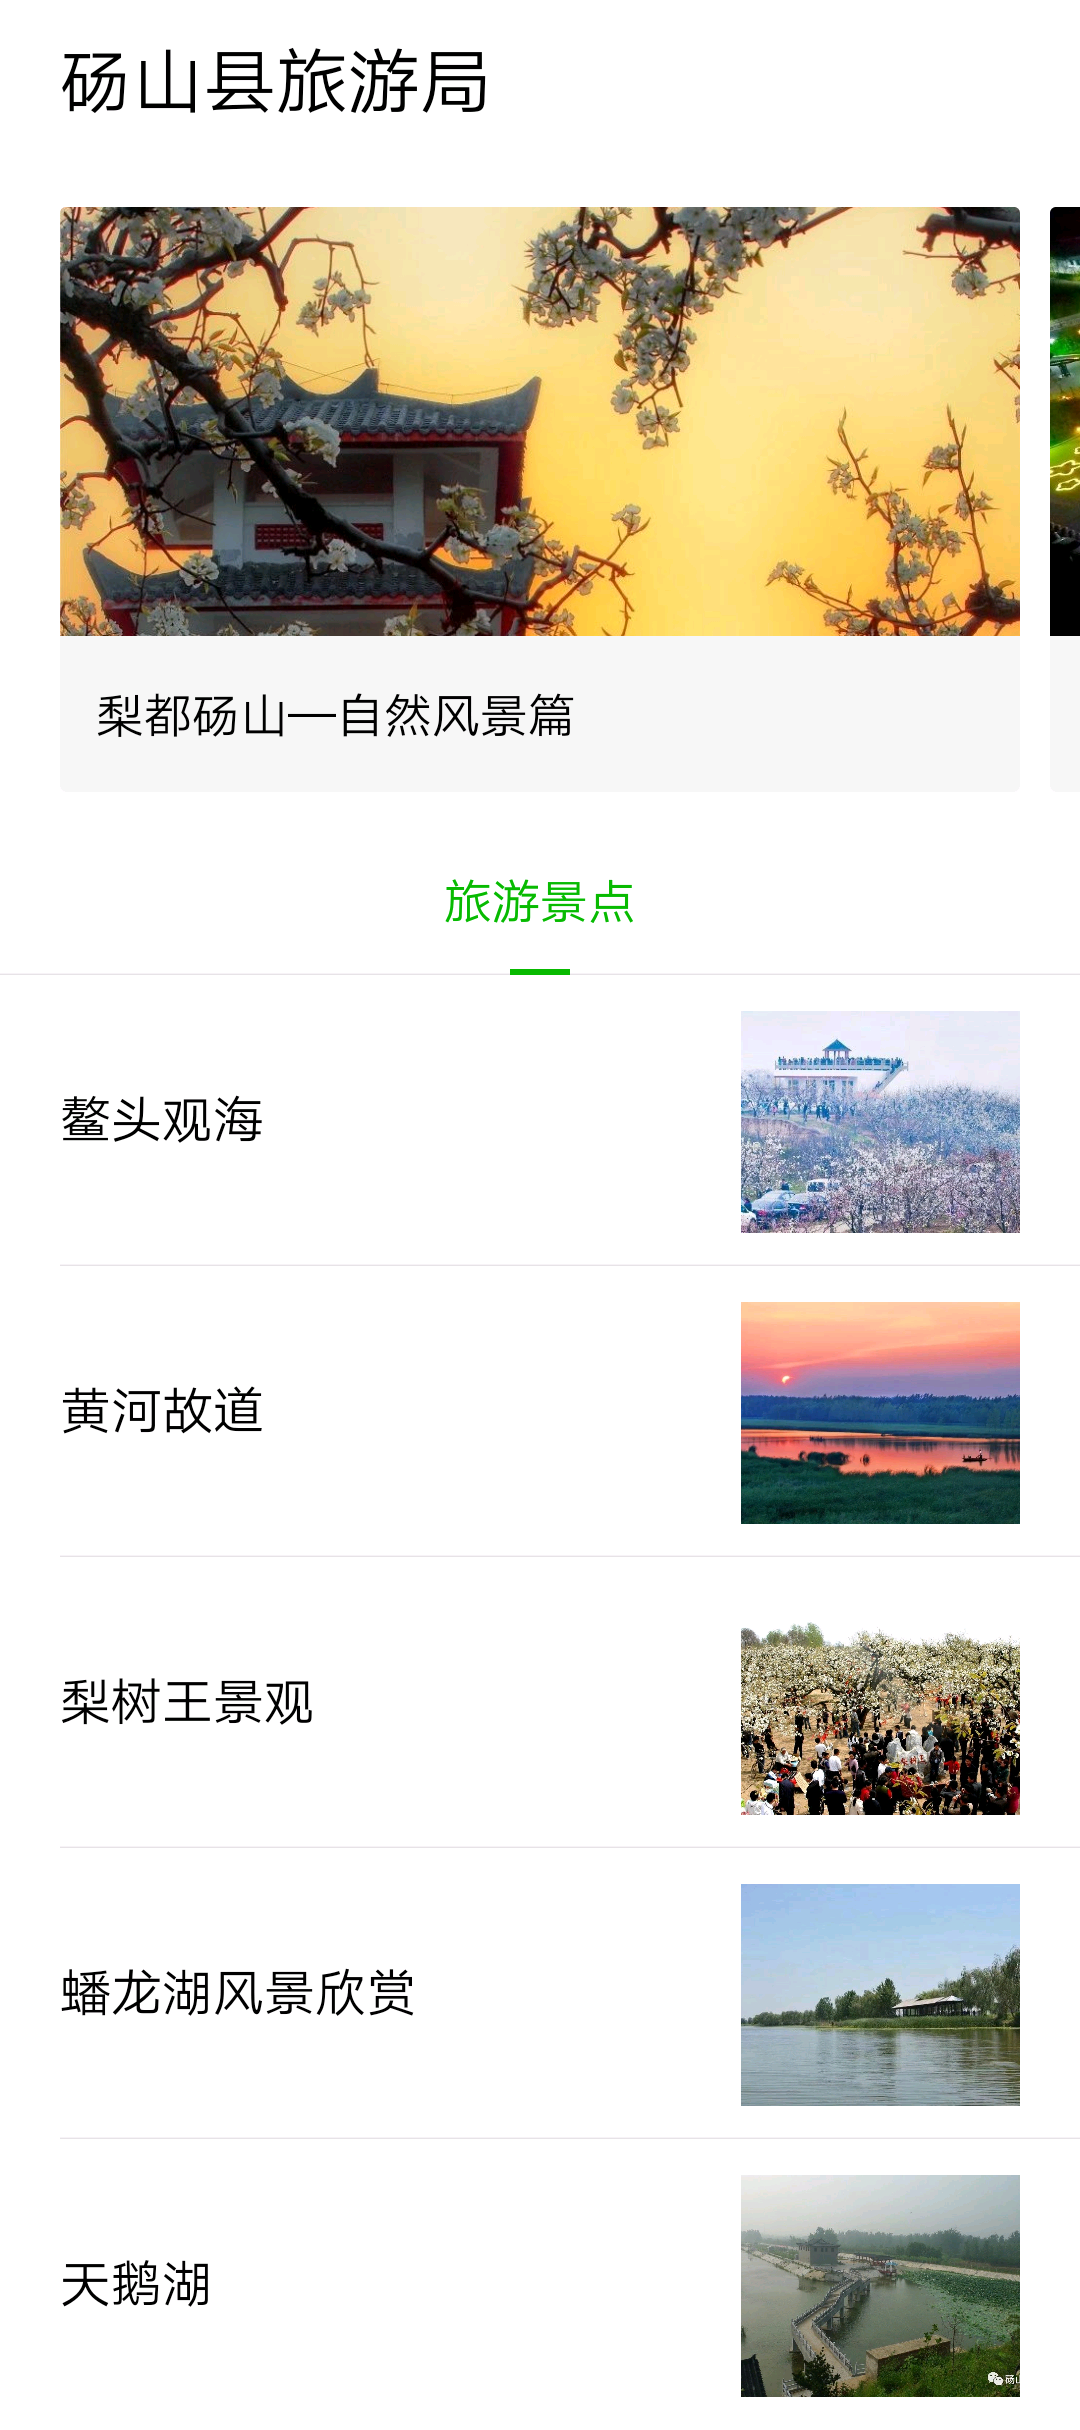 砀山县旅游局
梨都砀山—自然风景篇
旅游景点
鳌头观海
黄河故道
梨树王景观
蟠龙湖风景欣赏
天鹅湖